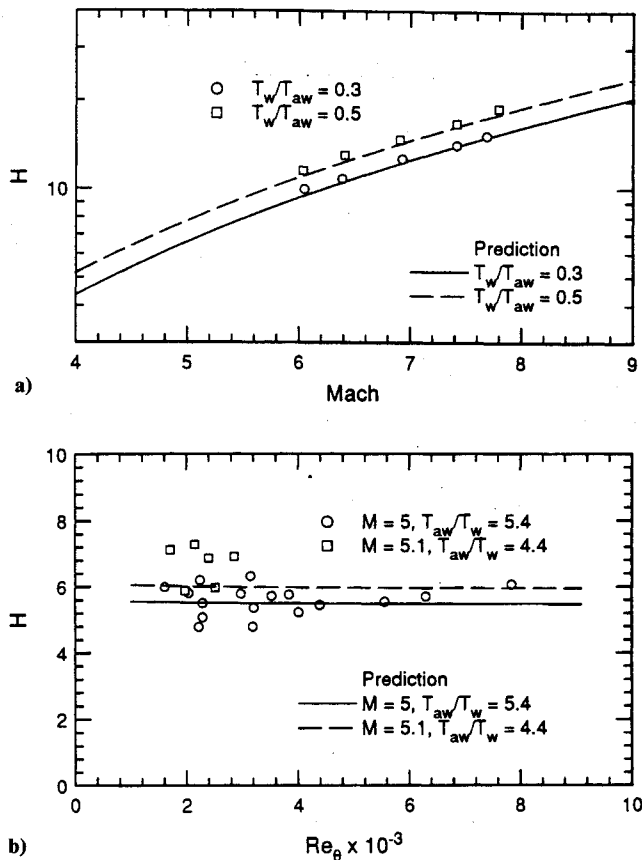 T_w/T_aw = 0.3
T_w/T_aw = 0.5
H
10
Prediction
T_w/T_aw = 0.3
T_w/T_aw = 0.5
4 5 6 7 8 9
a)
Mach
10
8
6
4
2
0
H
M = 5, T_aw/T_w = 5.4
M = 5.1, T_aw/T_w = 4.4
Prediction
M = 5, T_aw/T_w = 5.4
M = 5.1, T_aw/T_w = 4.4
0 2 4 6 8 10
b)
Re_θ x 10^-3